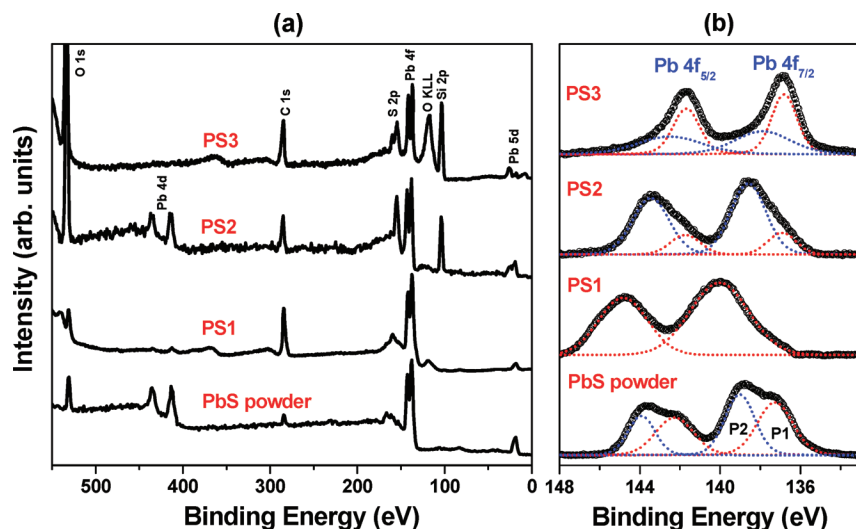 (a)
O 1s
Pb 4d
C 1s
S 2p
Pb 4f
O KLL
Si 2p
Pb 5d
PS3
PS2
PS1
PbS powder
Intensity (arb. units)
500 400 300 200 100 0
Binding Energy (eV)
(b)
Pb 4f5/2 Pb 4f7/2
PS3
PS2
PS1
PbS powder
P2 P1
148 144 140 136
Binding Energy (eV)